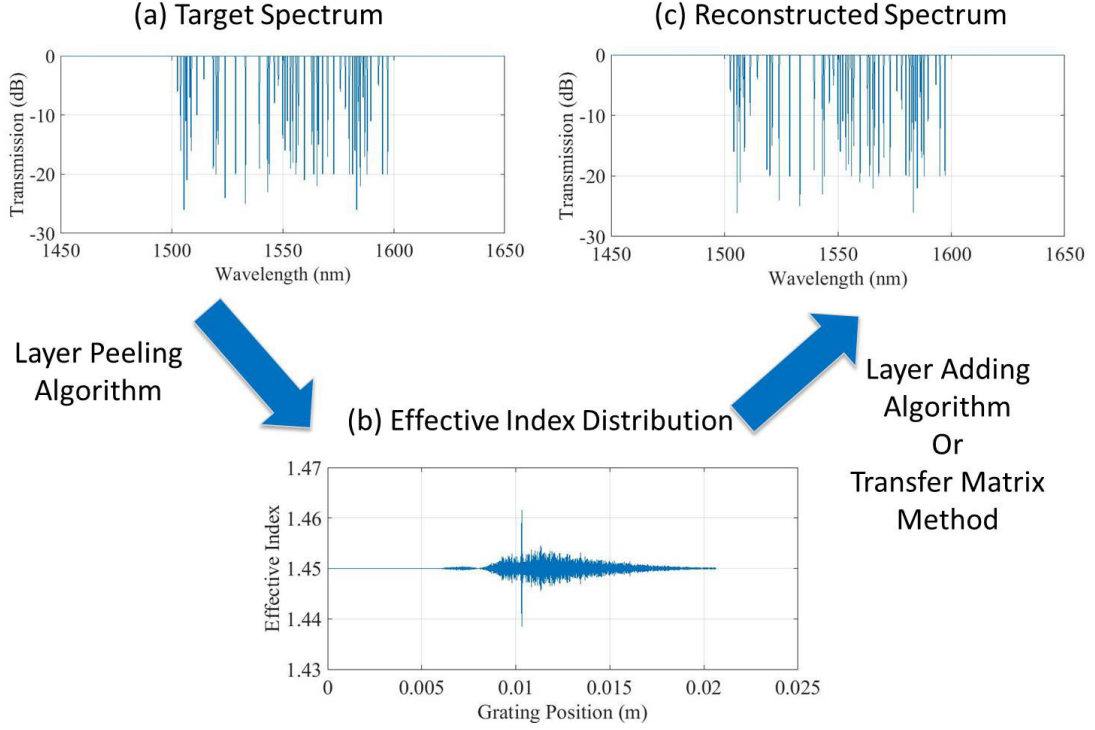 (a) Target Spectrum
0
-10
-20
-30
Transmission (dB)
1450 1500 1550 1600 1650
Wavelength (nm)
(c) Reconstructed Spectrum
0
-10
-20
-30
Transmission (dB)
1450 1500 1550 1600 1650
Wavelength (nm)
Layer Peeling
Algorithm
(b) Effective Index Distribution
1.47
1.46
1.45
1.44
1.43
Effective Index
0 0.005 0.01 0.015 0.02 0.025
Grating Position (m)
Layer Adding
Algorithm
Or
Transfer Matrix
Method